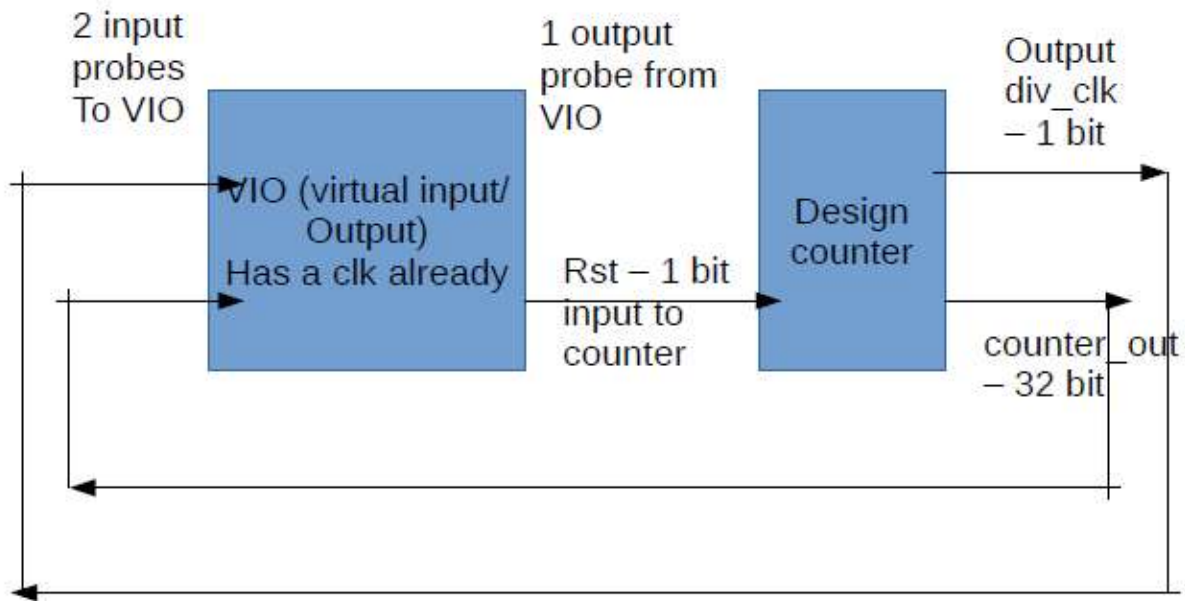 2 input
probes
To VIO
1 output
probe from
VIO
Output
div_clk
– 1 bit
VIO (virtual input/
Output)
Has a clk already
Design
counter
Rst – 1 bit
input to
counter
counter_out
– 32 bit